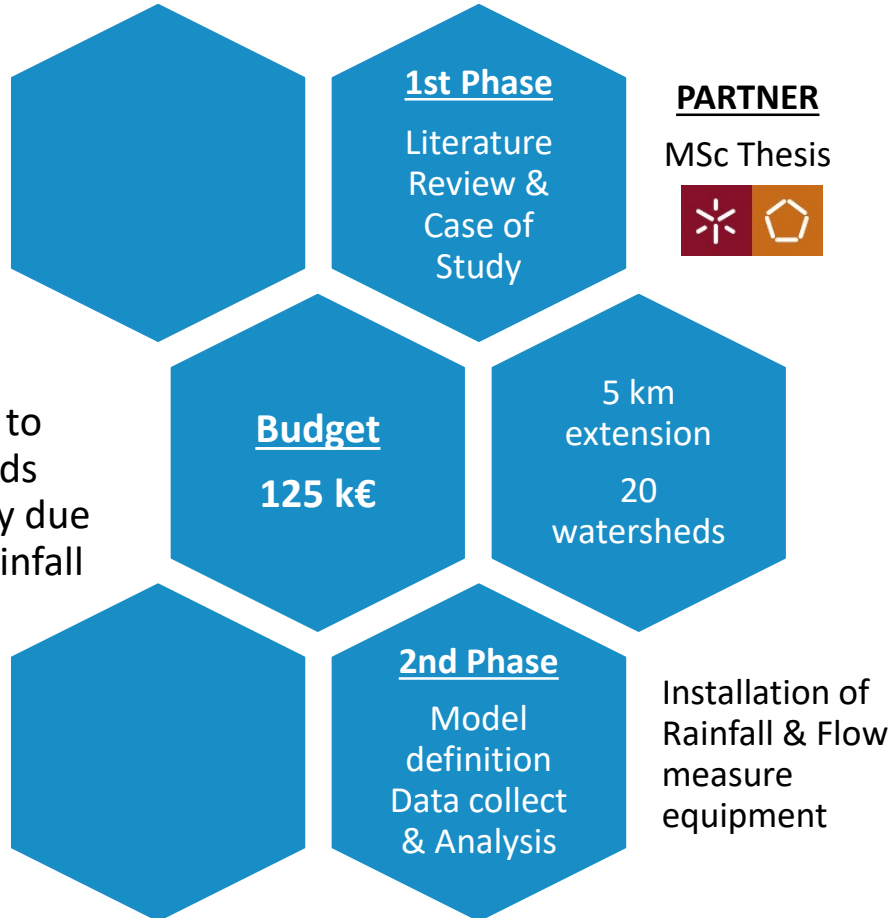 1st Phase
Literature
Review &
Case of
Study
PARTNER
MSc Thesis
to
ds
y due
infall
Budget
125 k€
5 km
extension
20
watersheds
2nd Phase
Model
definition
Data collect
& Analysis
Installation of
Rainfall & Flow
measure
equipment